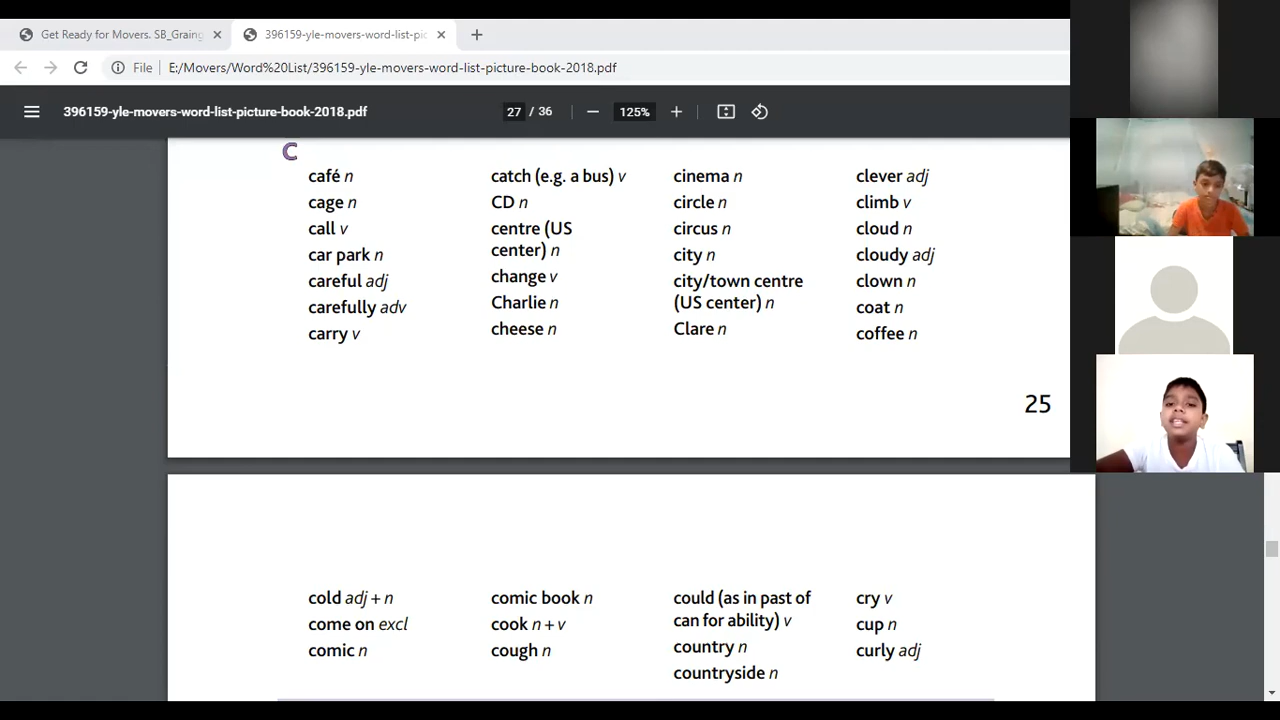 Get Ready for Movers. SB_Graing
396159-yle-movers-word-list-pic
File
E:/Movers/Word%20List/396159-yle-movers-word-list-picture-book-2018.pdf
396159-yle-movers-word-list-picture-book-2018.pdf
27 / 36
125%
C
café n
cage n
call v
car park n
careful adj
carefully adv
carry v
catch (e.g. a bus) v
CD n
centre (US
center) n
change v
Charlie n
cheese n
cinema n
circle n
circus n
city n
city/town centre
(US center) n
Clare n
clever adj
climb v
cloud n
cloudy adj
clown n
coat n
coffee n
25
cold adj + n
come on excl
comic n
comic book n
cook n + v
cough n
could (as in past of
can for ability) v
country n
countryside n
cry v
cup n
curly adj